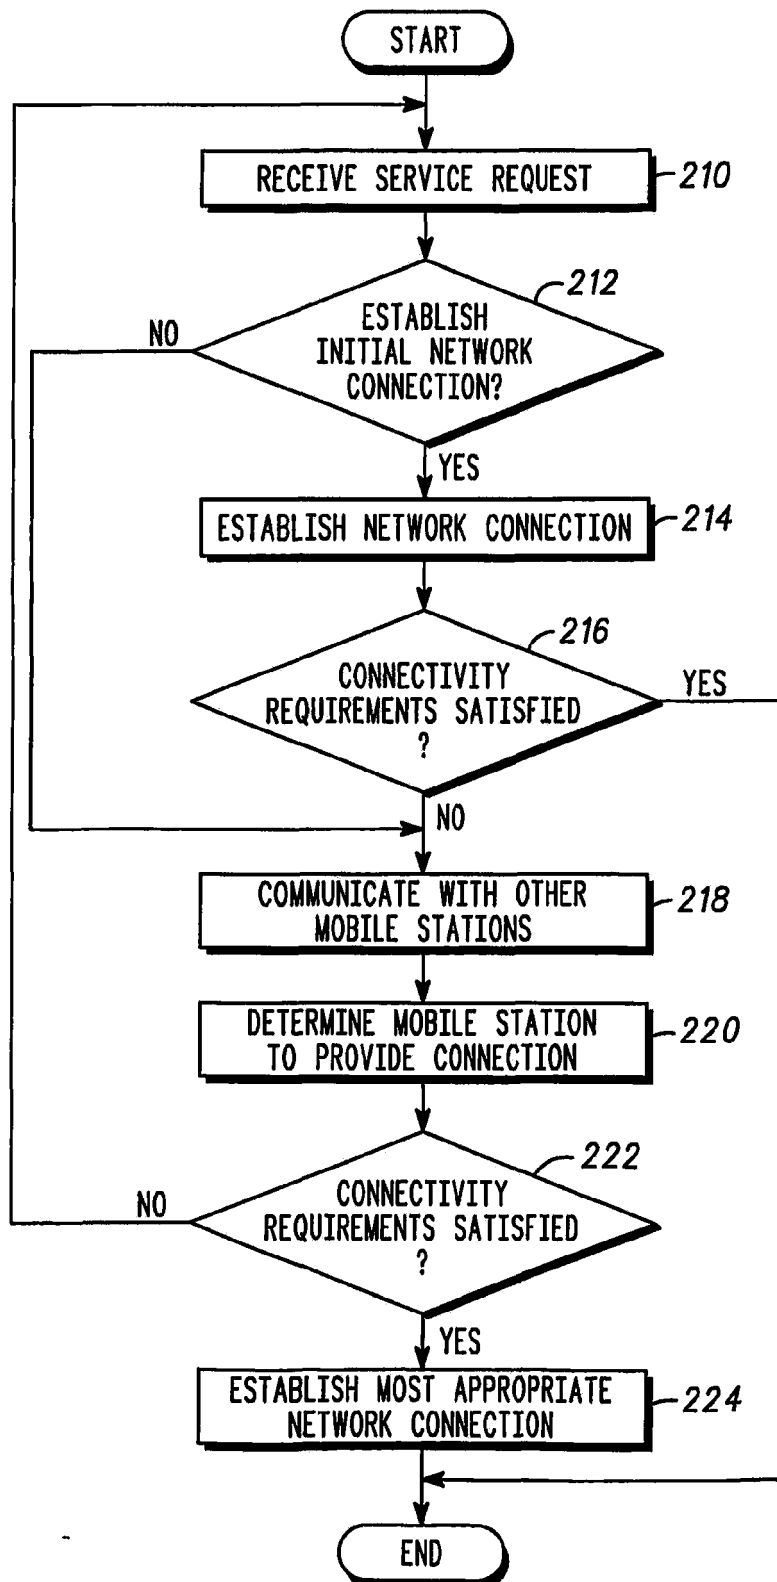 START
RECEIVE SERVICE REQUEST
210
212
ESTABLISH
INITIAL NETWORK
CONNECTION?
NO
YES
ESTABLISH NETWORK CONNECTION
214
216
CONNECTIVITY
REQUIREMENTS SATISFIED
?
YES
NO
COMMUNICATE WITH OTHER
MOBILE STATIONS
218
DETERMINE MOBILE STATION
TO PROVIDE CONNECTION
220
222
CONNECTIVITY
REQUIREMENTS SATISFIED
?
NO
YES
ESTABLISH MOST APPROPRIATE
NETWORK CONNECTION
224
END